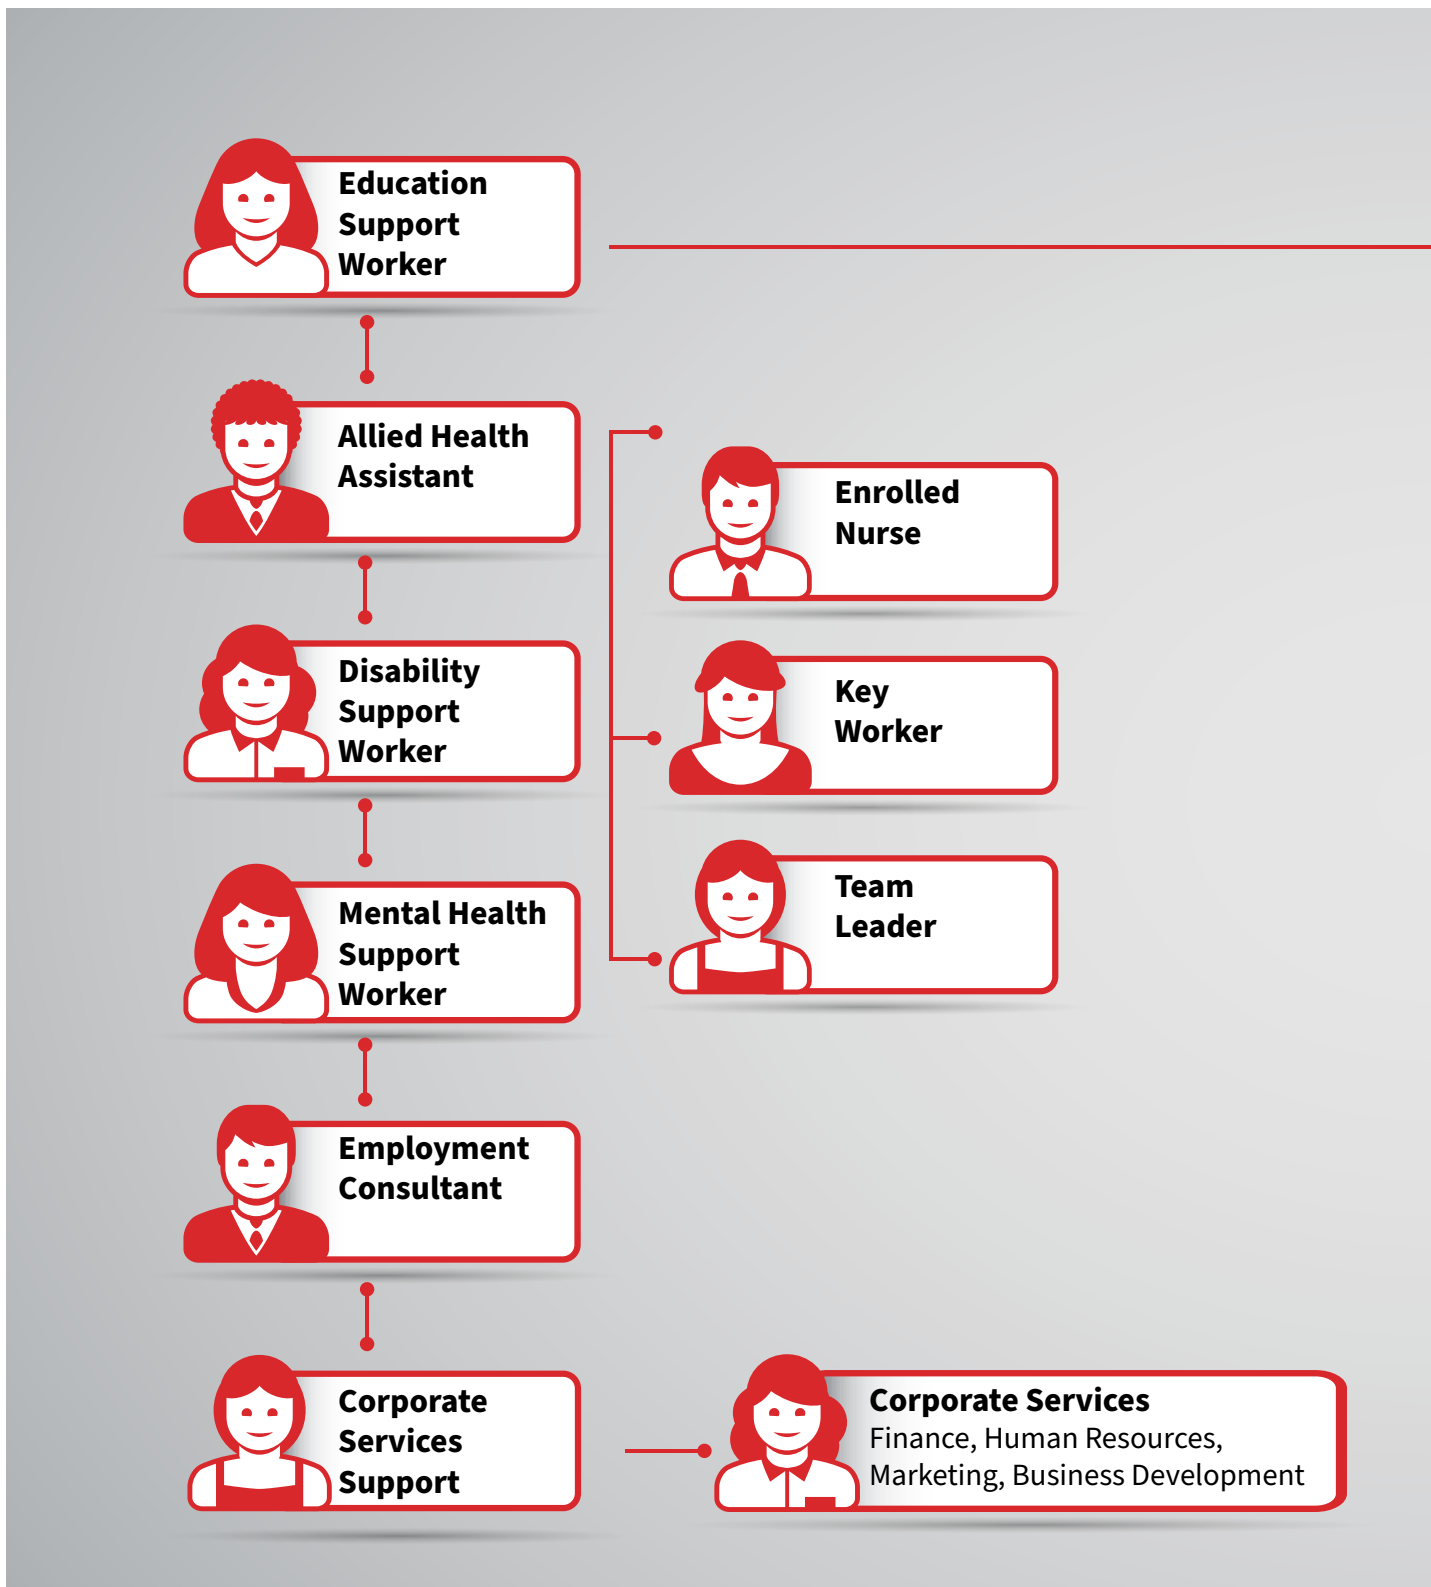 Education
Support
Worker
Allied Health
Assistant
Disability
Support
Worker
Mental Health
Support
Worker
Employment
Consultant
Corporate
Services
Support
Enrolled
Nurse
Key
Worker
Team
Leader
Corporate Services
Finance, Human Resources,
Marketing, Business Development